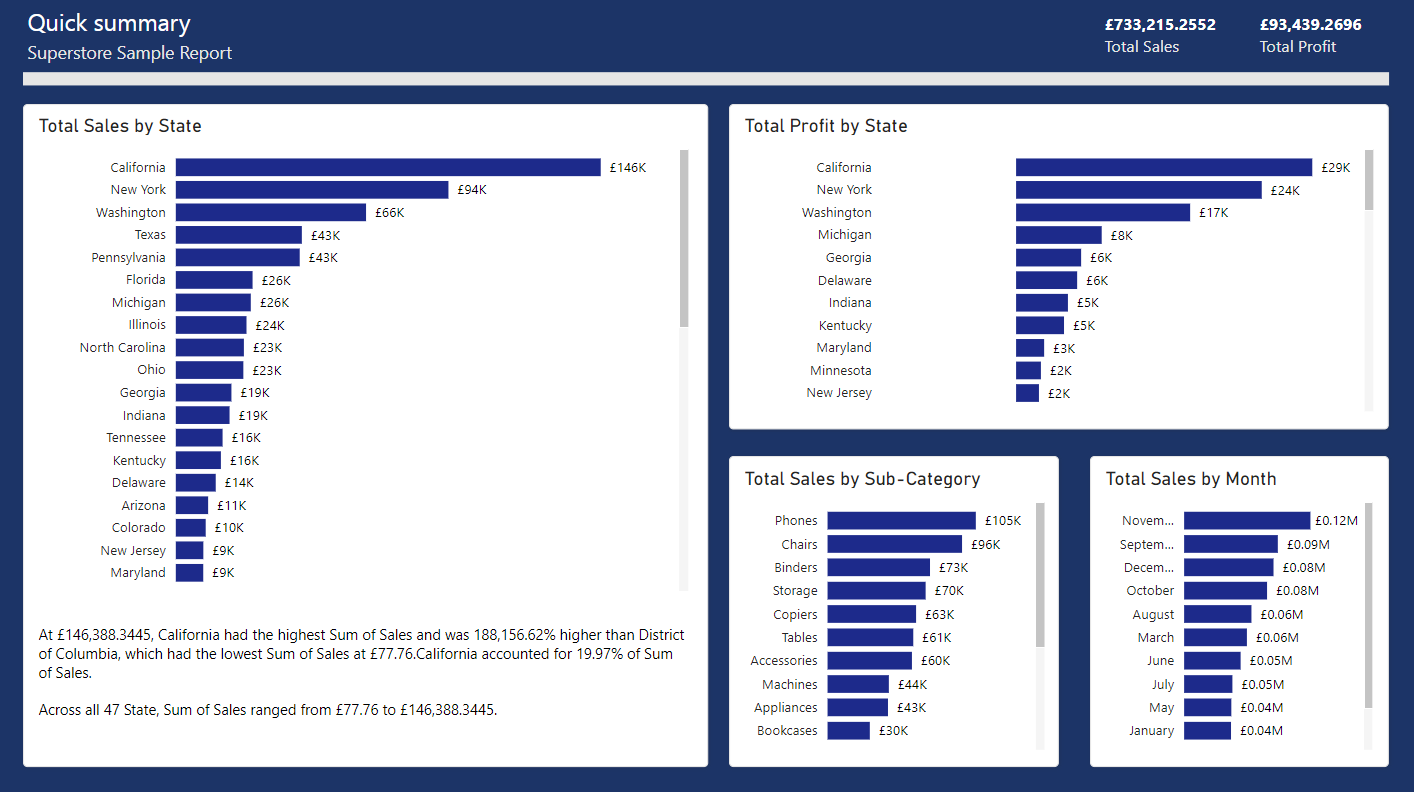 Quick summary
Superstore Sample Report
£733,215.2552
Total Sales
£93,439.2696
Total Profit
Total Sales by State
California £146K
New York £94K
Washington £66K
Texas £43K
Pennsylvania £43K
Florida £26K
Michigan £26K
Illinois £24K
North Carolina £23K
Ohio £23K
Georgia £19K
Indiana £19K
Tennessee £16K
Kentucky £16K
Delaware £14K
Arizona £11K
Colorado £10K
New Jersey £9K
Maryland £9K
At £146,388.3445, California had the highest Sum of Sales and was 188,156.62% higher than District
of Columbia, which had the lowest Sum of Sales at £77.76.California accounted for 19.97% of Sum
of Sales.
Across all 47 State, Sum of Sales ranged from £77.76 to £146,388.3445.
Total Profit by State
California £29K
New York £24K
Washington £17K
Michigan £8K
Georgia £6K
Delaware £6K
Indiana £5K
Kentucky £5K
Maryland £3K
Minnesota £2K
New Jersey £2K
Total Sales by Sub-Category
Phones £105K
Chairs £96K
Binders £73K
Storage £70K
Copiers £63K
Tables £61K
Accessories £60K
Machines £44K
Appliances £43K
Bookcases £30K
Total Sales by Month
Novem... £0.12M
Septem... £0.09M
Decem... £0.08M
October £0.08M
August £0.06M
March £0.06M
June £0.05M
July £0.05M
May £0.04M
January £0.04M